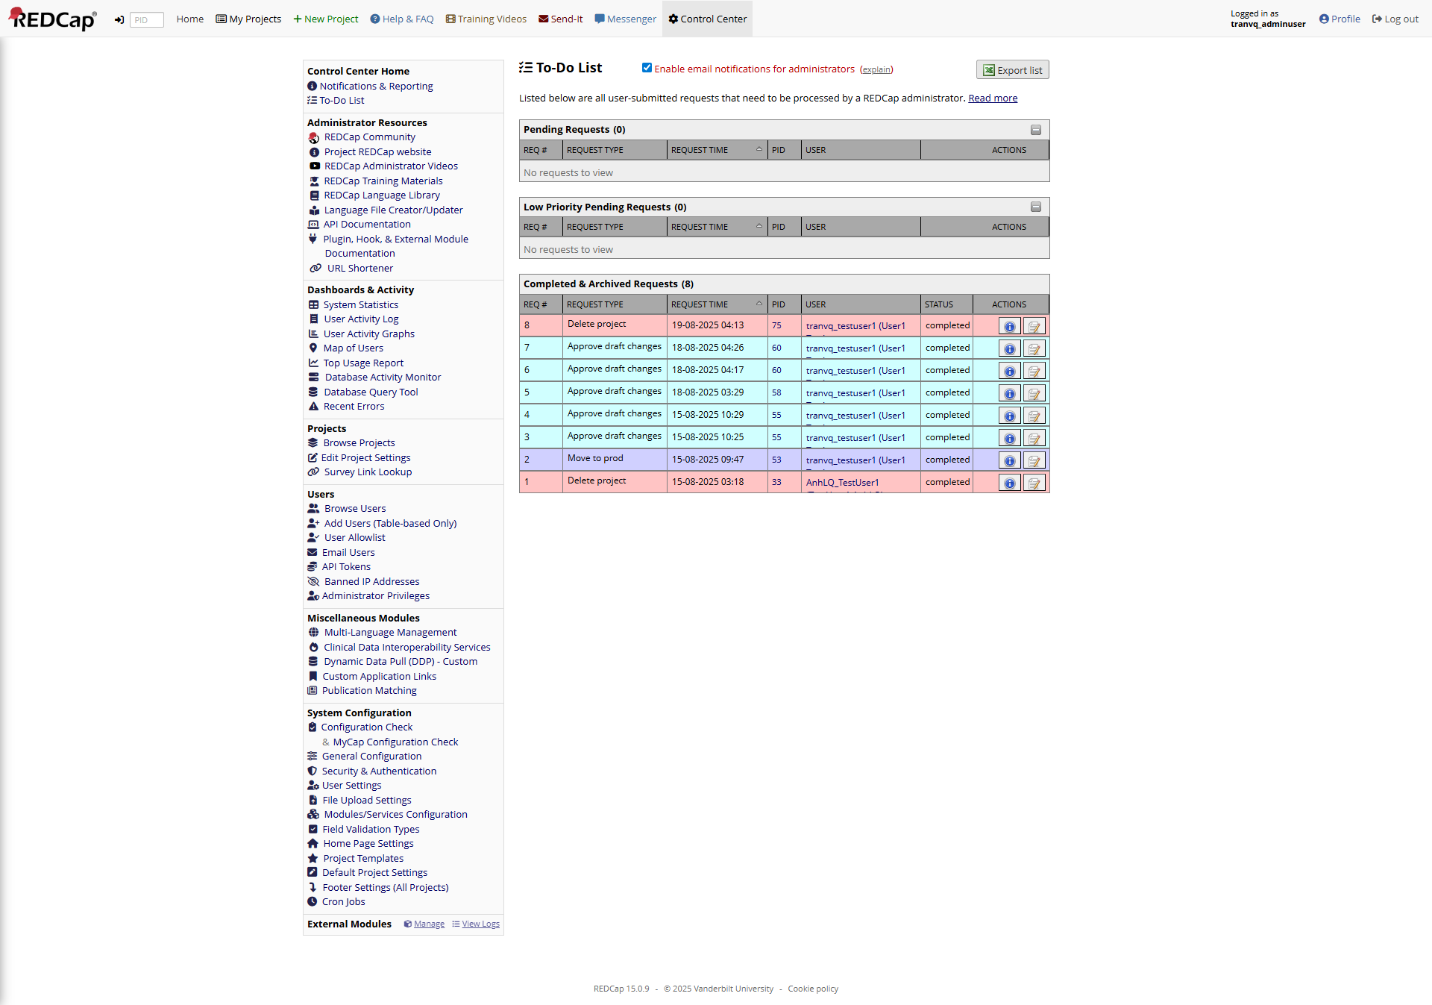 REDCap®
PID
Home
My Projects
+ New Project
Help & FAQ
Training Videos
Send-It
Messenger
Control Center
Logged in as
tranvq_adminuser
Profile
Log out
Control Center Home
Notifications & Reporting
To-Do List
Administrator Resources
REDCap Community
Project REDCap website
REDCap Administrator Videos
REDCap Training Materials
REDCap Language Library
Language File Creator/Updater
API Documentation
Plugin, Hook, & External Module
Documentation
URL Shortener
Dashboards & Activity
System Statistics
User Activity Log
User Activity Graphs
Map of Users
Top Usage Report
Database Activity Monitor
Database Query Tool
Recent Errors
Projects
Browse Projects
Edit Project Settings
Survey Link Lookup
Users
Browse Users
Add Users (Table-based Only)
User Allowlist
Email Users
API Tokens
Banned IP Addresses
Administrator Privileges
Miscellaneous Modules
Multi-Language Management
Clinical Data Interoperability Services
Dynamic Data Pull (DDP) - Custom
Custom Application Links
Publication Matching
System Configuration
Configuration Check
& MyCap Configuration Check
General Configuration
Security & Authentication
User Settings
File Upload Settings
Modules/Services Configuration
Field Validation Types
Home Page Settings
Project Templates
Default Project Settings
Footer Settings (All Projects)
Cron Jobs
External Modules Manage View Logs
To-Do List
Enable email notifications for administrators (explain)
Export list
Listed below are all user-submitted requests that need to be processed by a REDCap administrator. Read more
Pending Requests (0)
REQ # REQUEST TYPE REQUEST TIME PID USER ACTIONS
No requests to view
Low Priority Pending Requests (0)
REQ # REQUEST TYPE REQUEST TIME PID USER ACTIONS
No requests to view
Completed & Archived Requests (8)
REQ # REQUEST TYPE REQUEST TIME PID USER STATUS ACTIONS
8 Delete project 19-08-2025 04:13 75 tranvq_testuser1 (User1 completed
7 Approve draft changes 18-08-2025 04:26 60 tranvq_testuser1 (User1 completed
6 Approve draft changes 18-08-2025 04:17 60 tranvq_testuser1 (User1 completed
5 Approve draft changes 18-08-2025 03:29 58 tranvq_testuser1 (User1 completed
4 Approve draft changes 15-08-2025 10:29 55 tranvq_testuser1 (User1 completed
3 Approve draft changes 15-08-2025 10:25 55 tranvq_testuser1 (User1 completed
2 Move to prod 15-08-2025 09:47 53 tranvq_testuser1 (User1 completed
1 Delete project 15-08-2025 03:18 33 AnhLQ_TestUser1 completed
REDCap 15.0.9 - © 2025 Vanderbilt University - Cookie policy